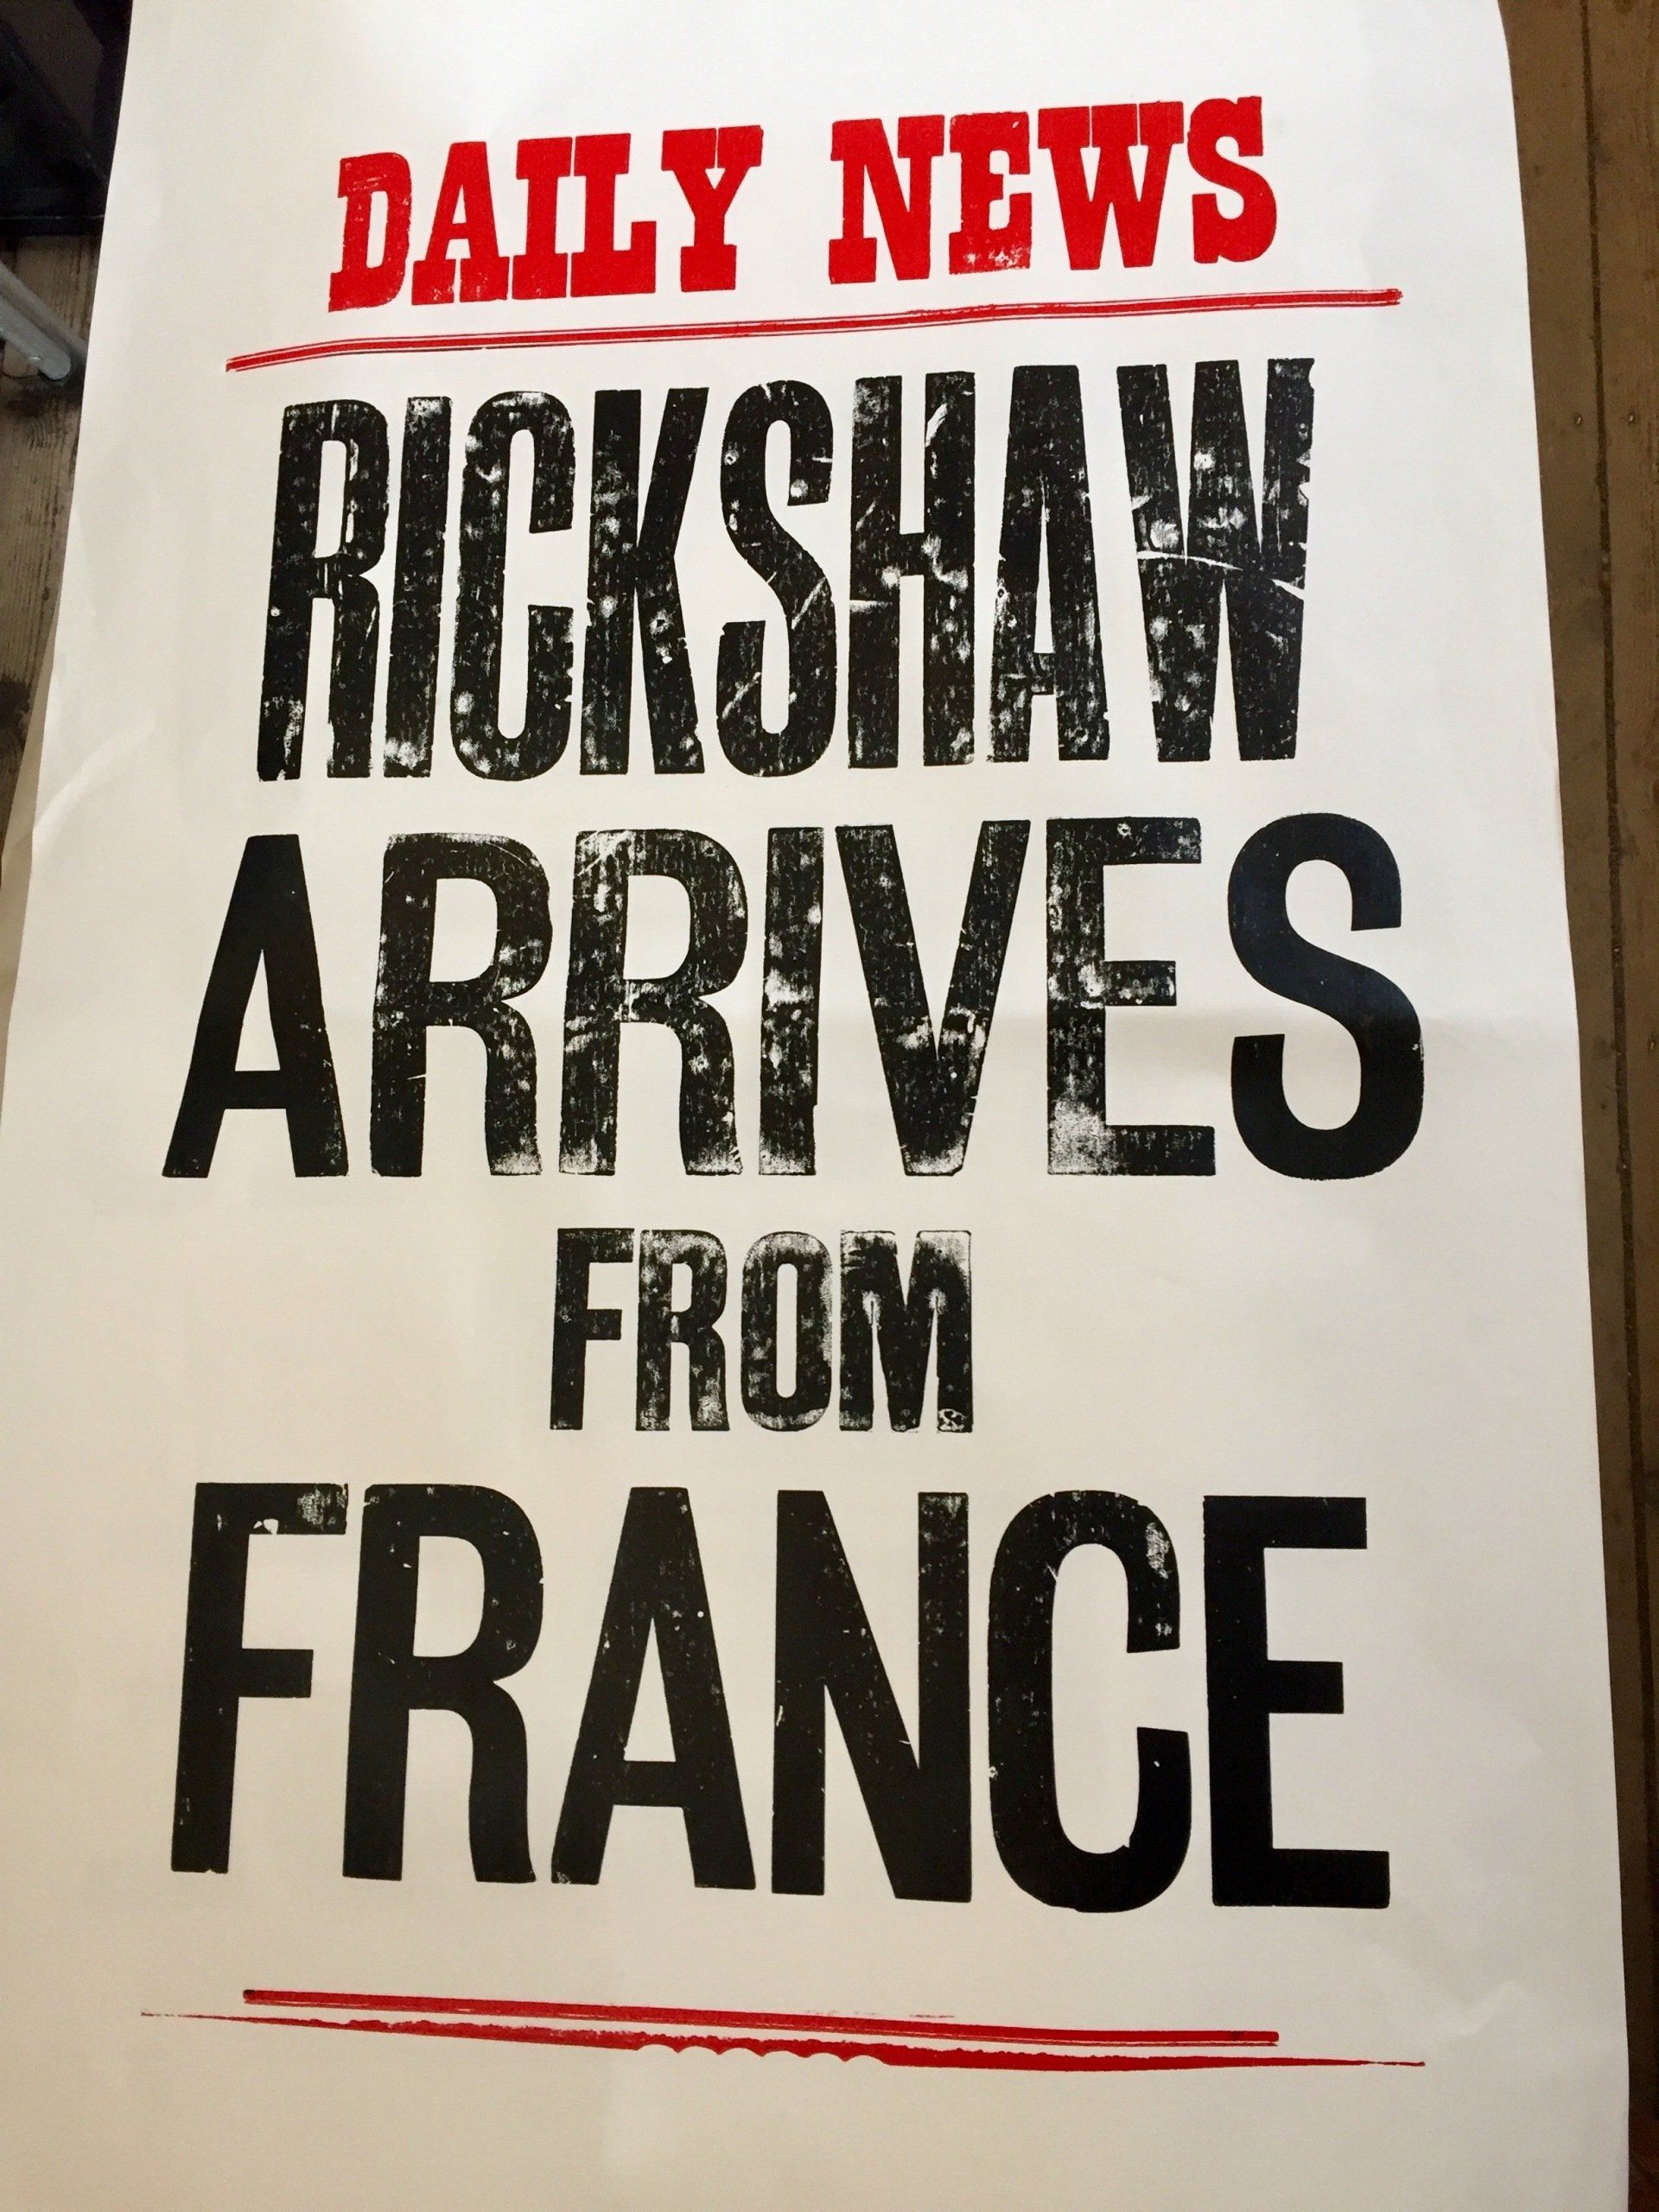 DAILY NEWS
RICKSHAW
ARRIVES
FROM
FRANCE